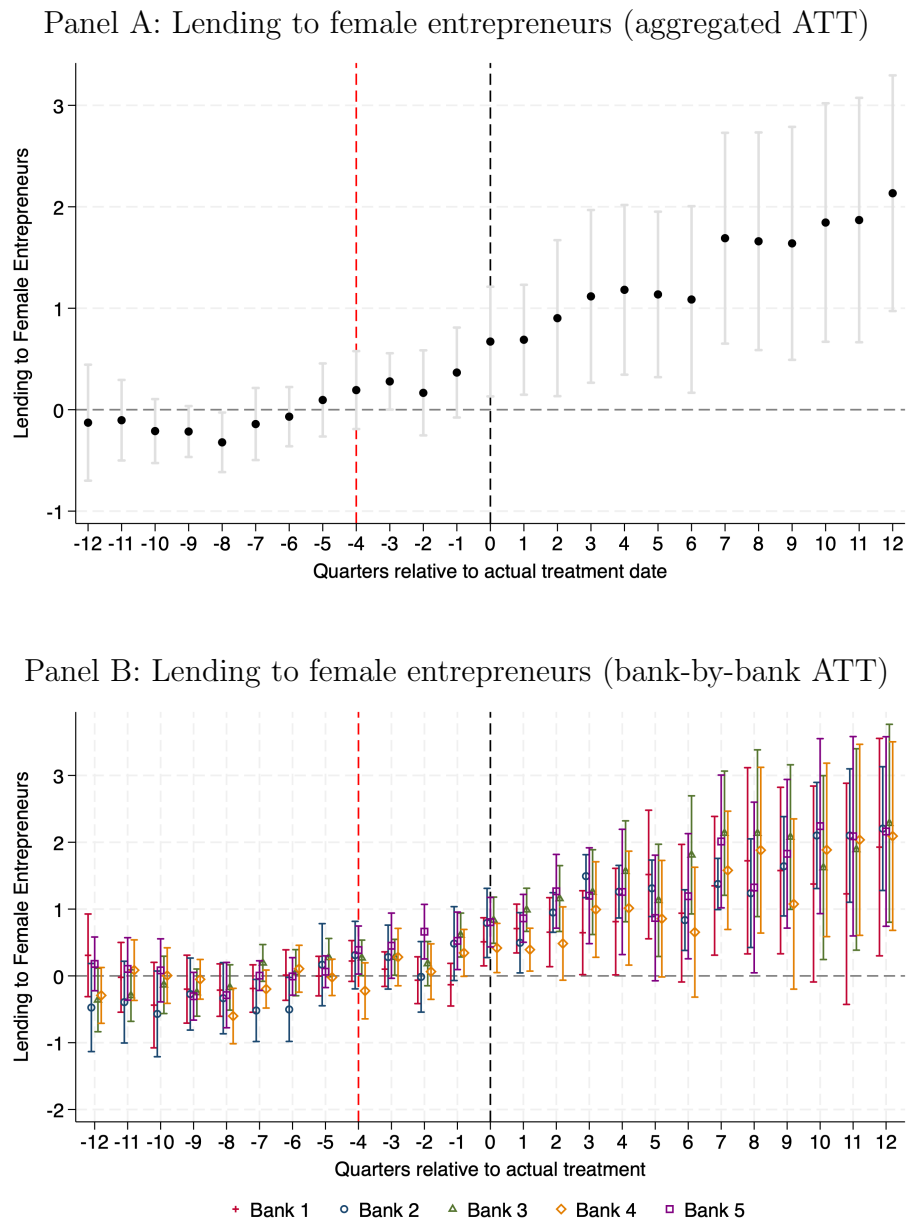 Panel A: Lending to female entrepreneurs (aggregated ATT)
Lending to Female Entrepreneurs
3
2
1
0
-1
-12 -11 -10 -9 -8 -7 -6 -5 -4 -3 -2 -1 0 1 2 3 4 5 6 7 8 9 10 11 12
Quarters relative to actual treatment date
Panel B: Lending to female entrepreneurs (bank-by-bank ATT)
Lending to Female Entrepreneurs
3
2
1
0
-1
-2
-12 -11 -10 -9 -8 -7 -6 -5 -4 -3 -2 -1 0 1 2 3 4 5 6 7 8 9 10 11 12
Quarters relative to actual treatment
Bank 1 Bank 2 Bank 3 Bank 4 Bank 5